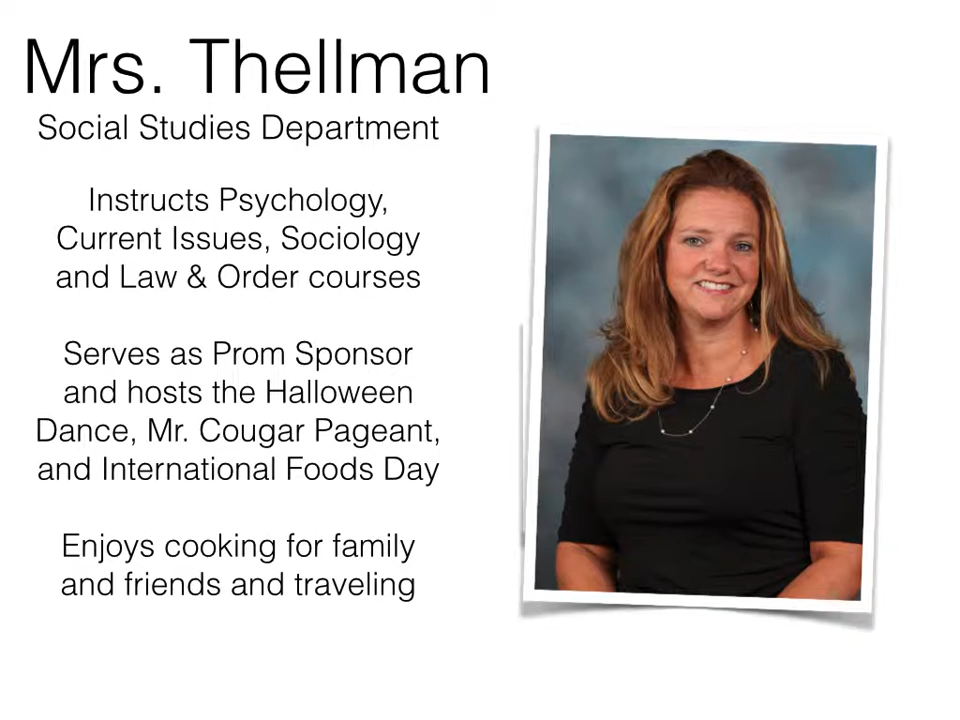 Mrs. Thellman
Social Studies Department
Instructs Psychology,
Current Issues, Sociology
and Law & Order courses
Serves as Prom Sponsor
and hosts the Halloween
Dance, Mr. Cougar Pageant,
and International Foods Day
Enjoys cooking for family
and friends and traveling